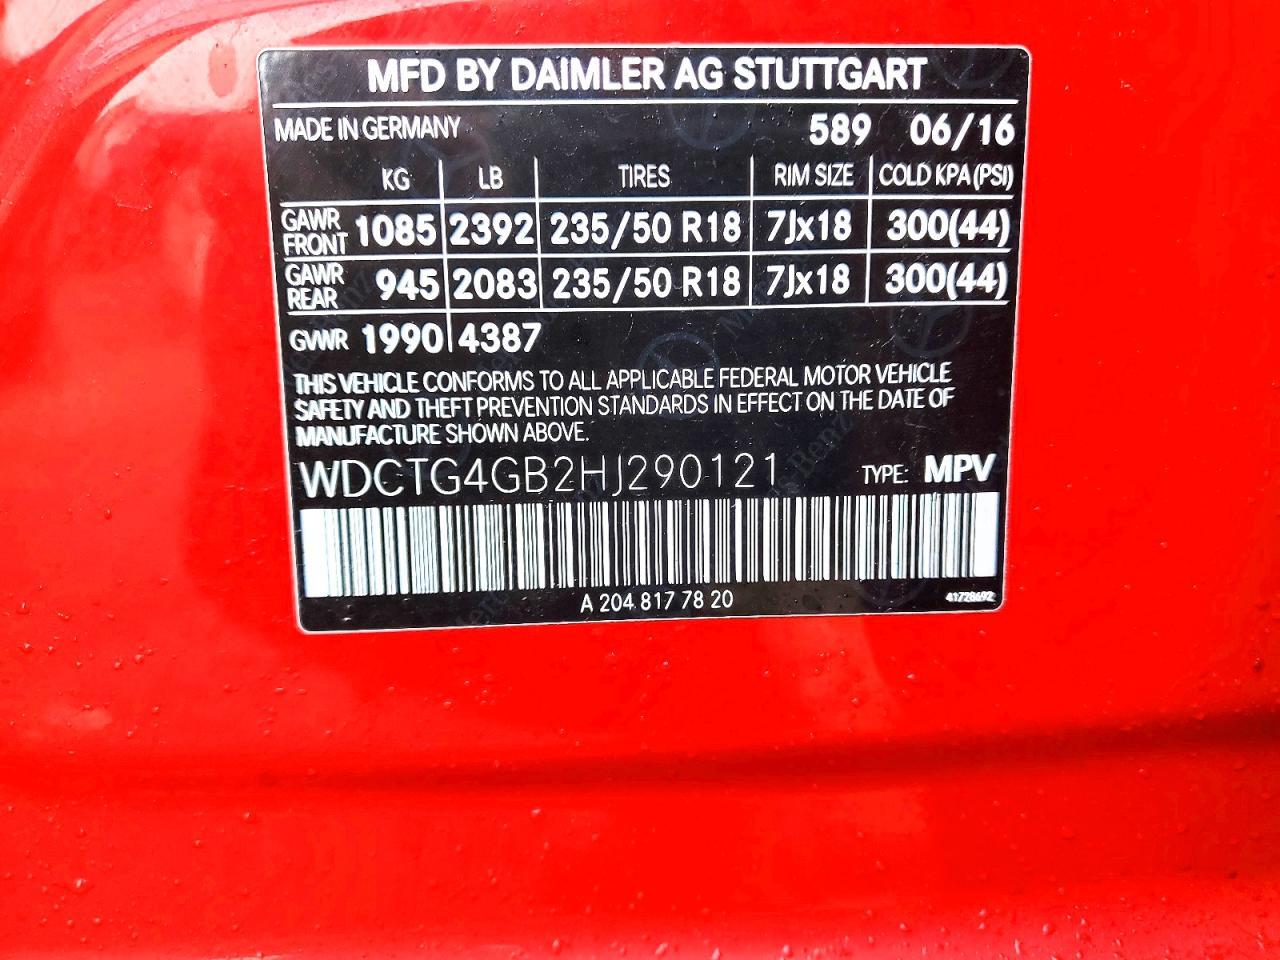 MFD BY DAIMLER AG STUTTGART
MADE IN GERMANY 589 06/16
KG LB TIRES RIM SIZE COLD KPA (PSI)
GAWR FRONT 1085 2392 235/50 R18 7Jx18 300(44)
GAWR REAR 945 2083 235/50 R18 7Jx18 300(44)
GVWR 1990 4387
THIS VEHICLE CONFORMS TO ALL APPLICABLE FEDERAL MOTOR VEHICLE
SAFETY AND THEFT PREVENTION STANDARDS IN EFFECT ON THE DATE OF
MANUFACTURE SHOWN ABOVE.
WDCTG4GB2HJ290121 TYPE: MPV
A 204 817 78 20 41728692